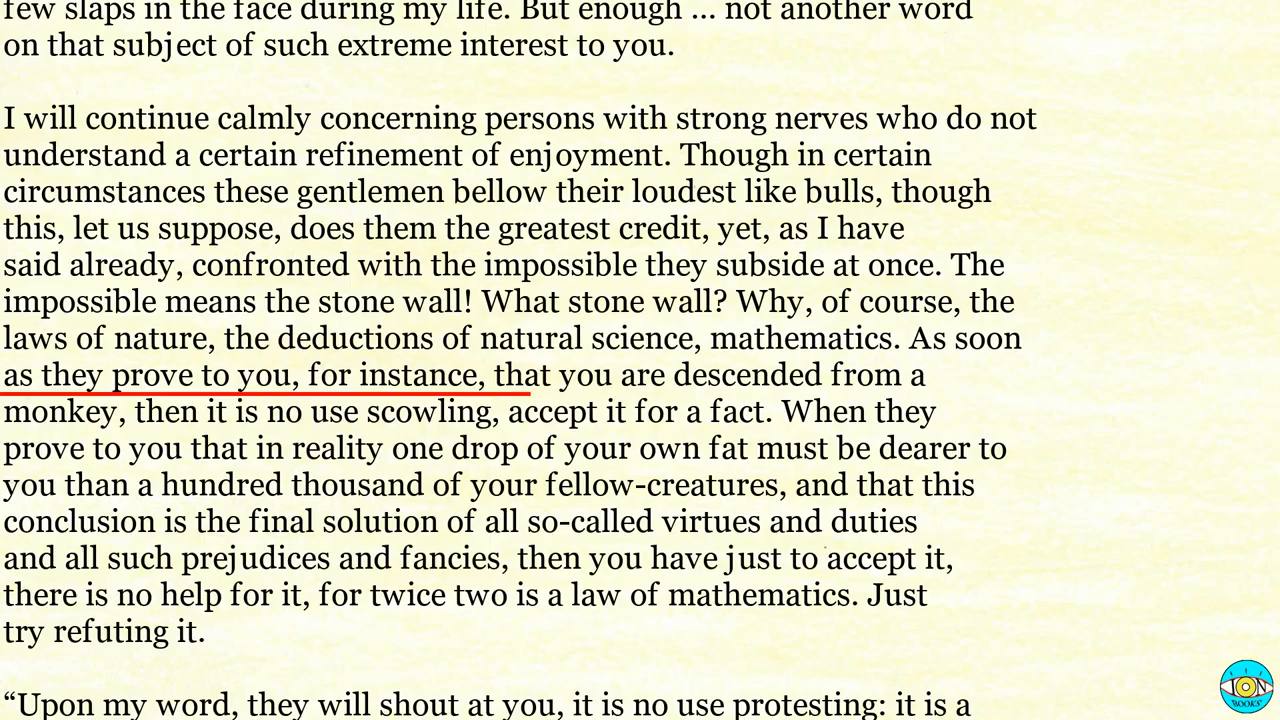 few slaps in the face during my life. But enough ... not another word
on that subject of such extreme interest to you.
I will continue calmly concerning persons with strong nerves who do not
understand a certain refinement of enjoyment. Though in certain
circumstances these gentlemen bellow their loudest like bulls, though
this, let us suppose, does them the greatest credit, yet, as I have
said already, confronted with the impossible they subside at once. The
impossible means the stone wall! What stone wall? Why, of course, the
laws of nature, the deductions of natural science, mathematics. As soon
as they prove to you, for instance, that you are descended from a
monkey, then it is no use scowling, accept it for a fact. When they
prove to you that in reality one drop of your own fat must be dearer to
you than a hundred thousand of your fellow-creatures, and that this
conclusion is the final solution of all so-called virtues and duties
and all such prejudices and fancies, then you have just to accept it,
there is no help for it, for twice two is a law of mathematics. Just
try refuting it.
“Upon my word, they will shout at you, it is no use protesting: it is a
ION
BOOKS